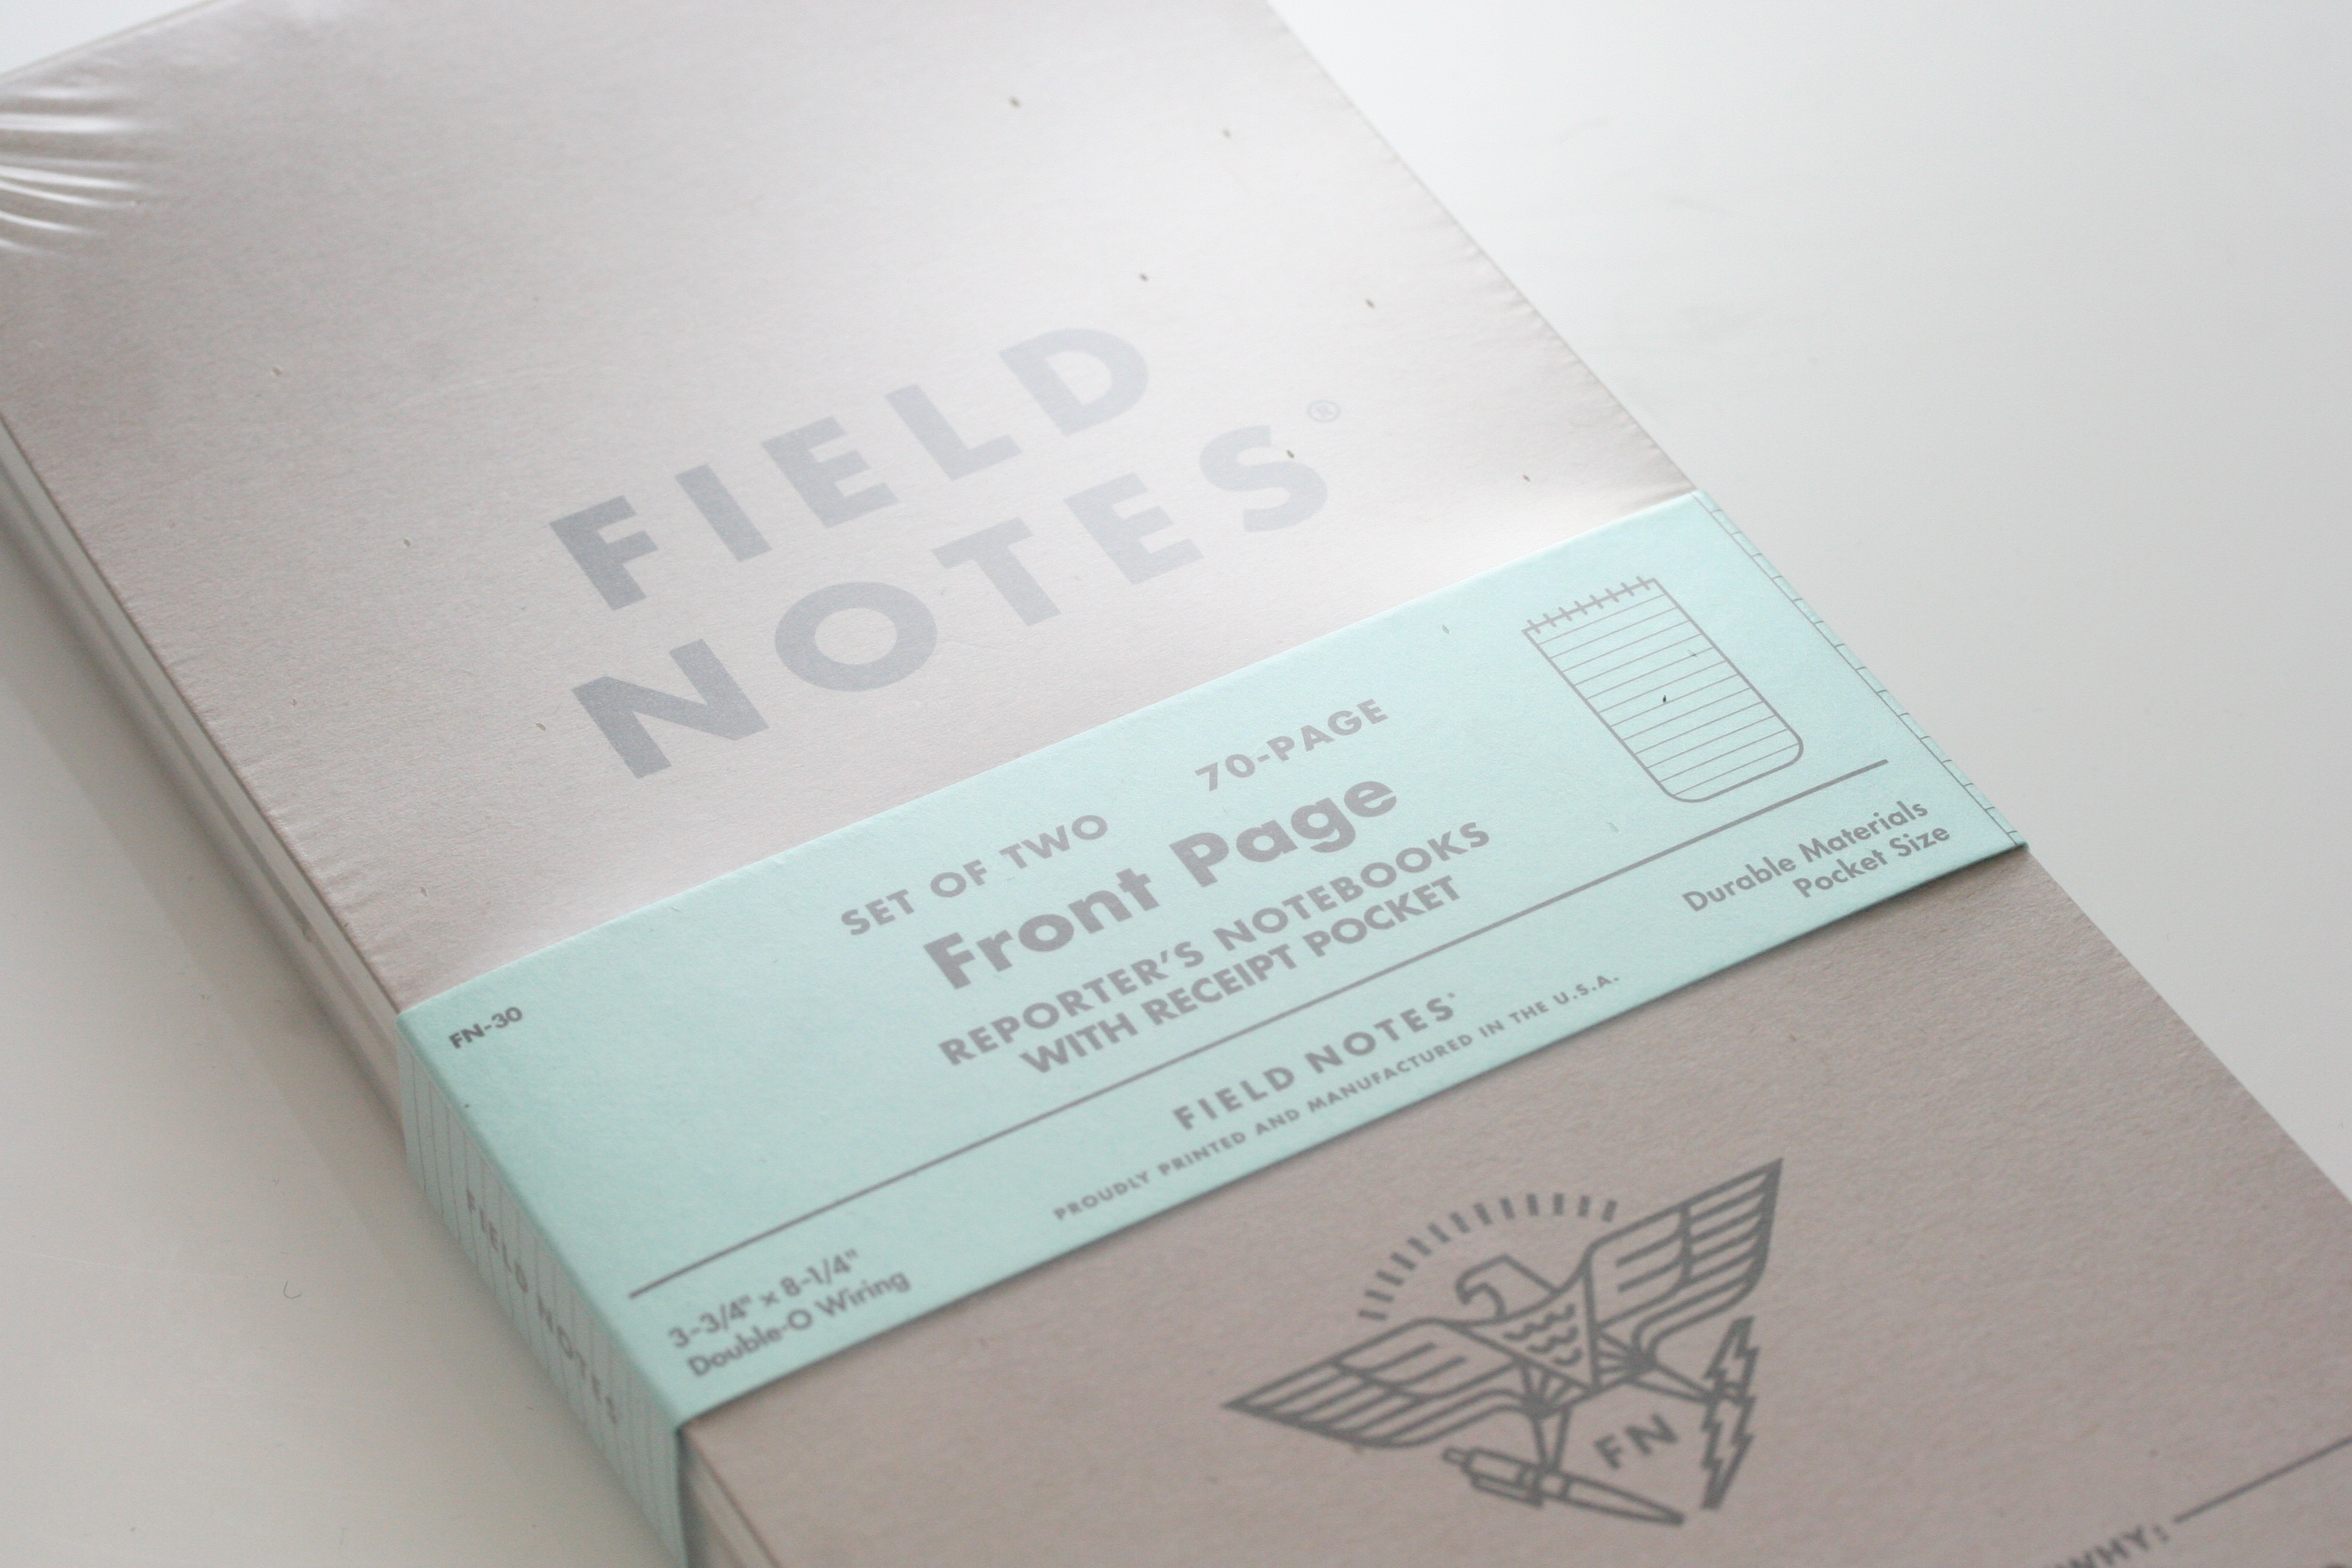 FIELD
NOTES®
SET OF TWO 70-PAGE
Front Page
REPORTER'S NOTEBOOKS
WITH RECEIPT POCKET
FN-30
Durable Materials
Pocket Size
FIELD NOTES
PROUDLY PRINTED AND MANUFACTURED IN THE U.S.A.
3-3/4" × 8-1/4"
Double-O Wiring
FIELD NOTES
FN
WHY: